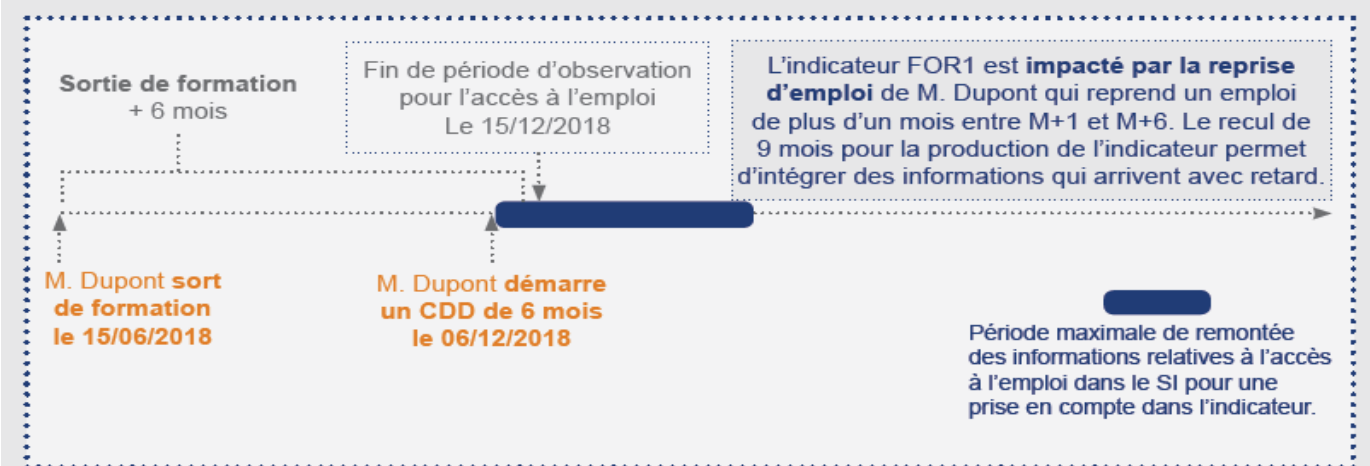 Sortie de formation
+ 6 mois
Fin de période d'observation
pour l'accès à l'emploi
Le 15/12/2018
L'indicateur FOR1 est impacté par la reprise
d'emploi de M. Dupont qui reprend un emploi
de plus d'un mois entre M+1 et M+6. Le recul de
9 mois pour la production de l'indicateur permet
d'intégrer des informations qui arrivent avec retard.
M. Dupont sort
de formation
le 15/06/2018
M. Dupont démarre
un CDD de 6 mois
le 06/12/2018
Période maximale de remontée
des informations relatives à l'accès
à l'emploi dans le SI pour une
prise en compte dans l'indicateur.